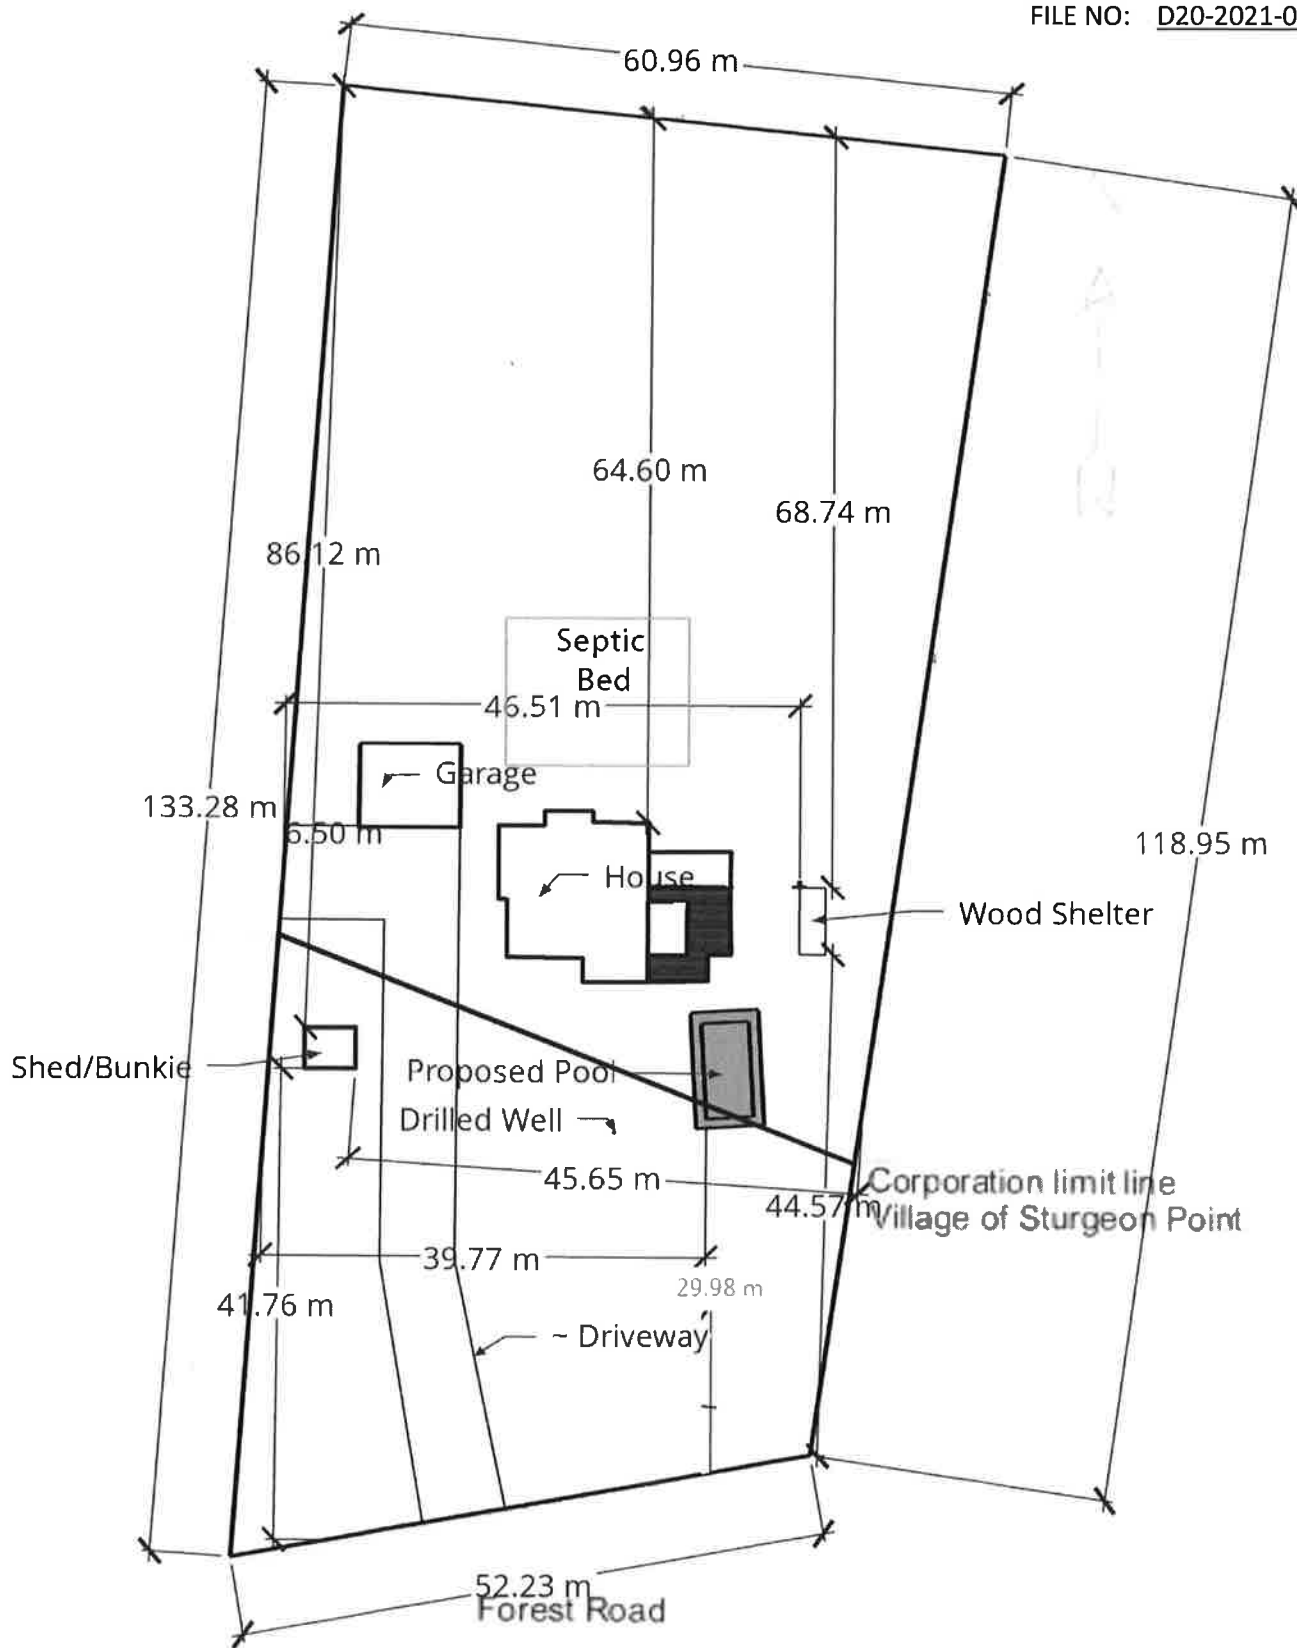 FILE NO: D20-2021-0
60.96 m
64.60 m
68.74 m
86.12 m
Septic
Bed
46.51 m
Garage
133.28 m
6.50 m
118.95 m
House
Wood Shelter
Shed/Bunkie
Proposed Pool
Drilled Well
45.65 m
44.57 m
Corporation limit line
Village of Sturgeon Point
39.77 m
29.98 m
41.76 m
~ Driveway
52.23 m
Forest Road